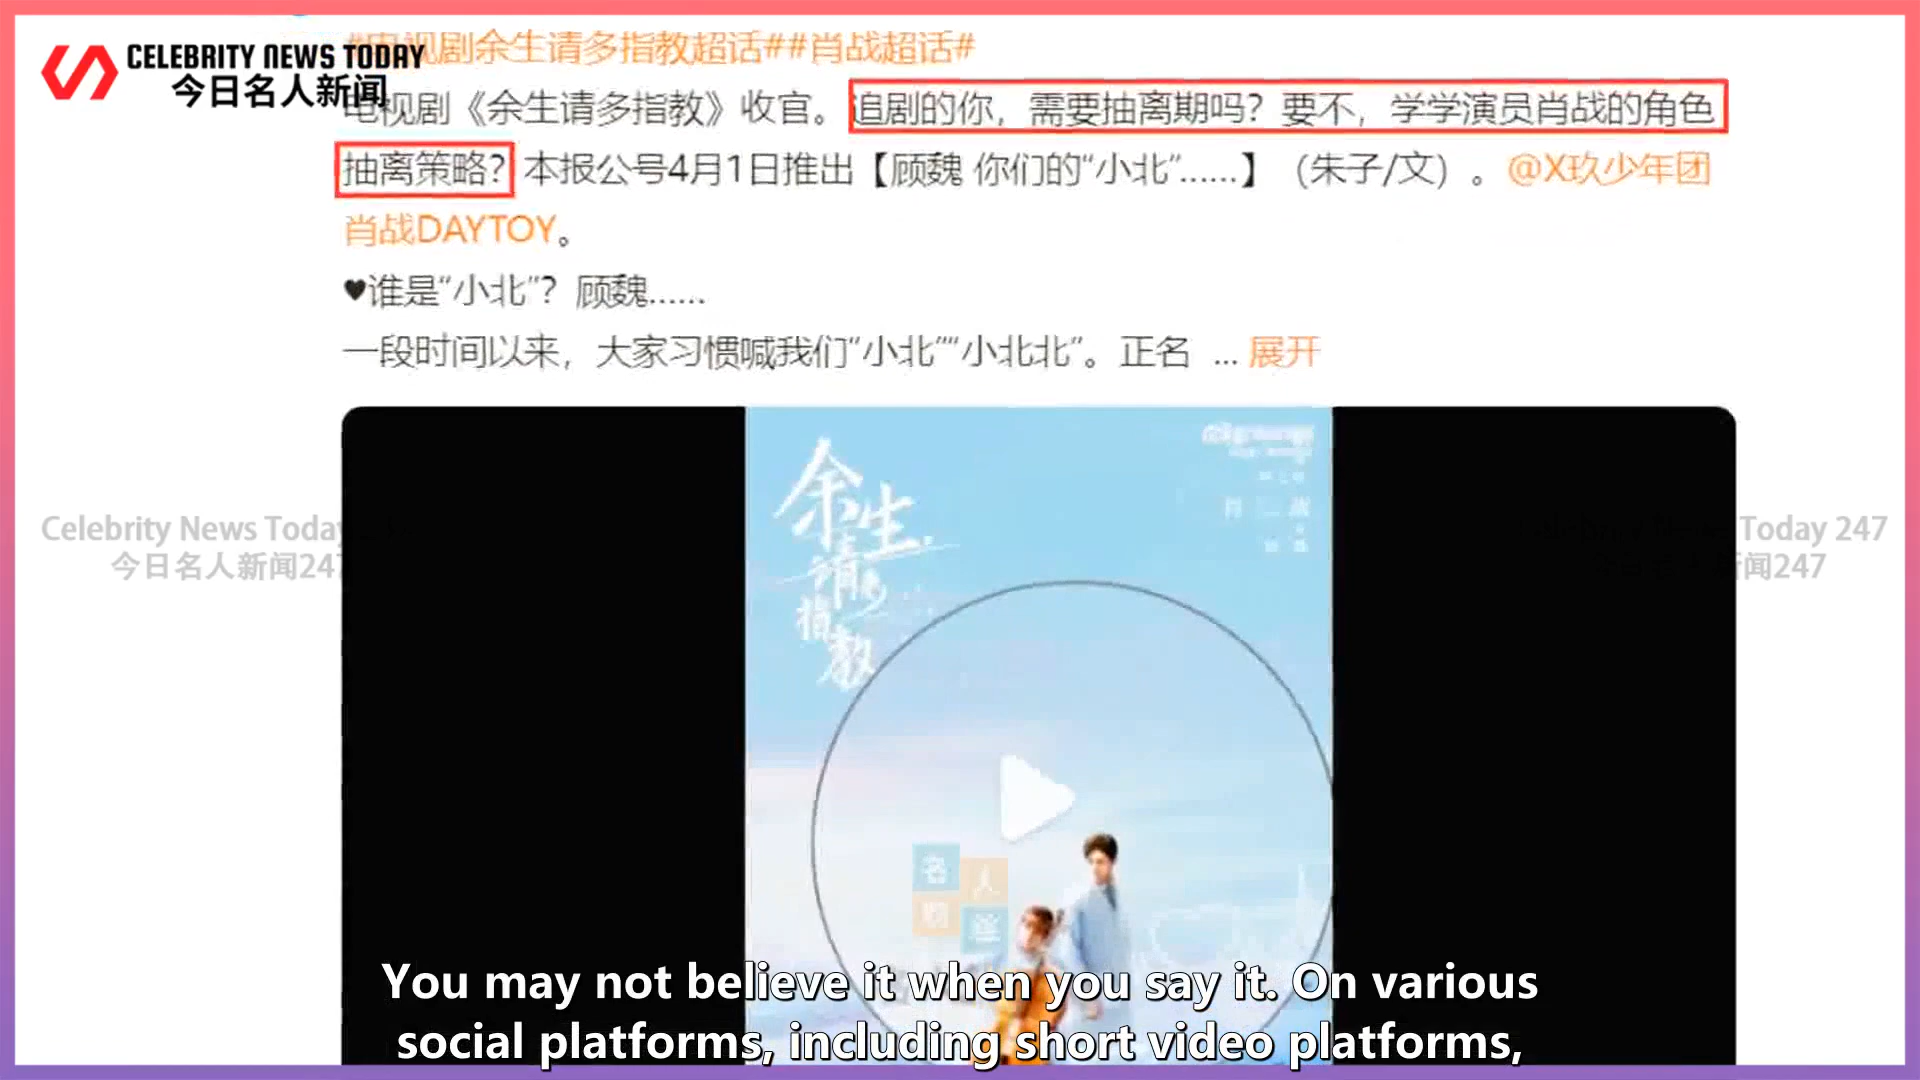 CELEBRITY NEWS TODAY
今日名人新闻
视剧余生请多指教超话##肖战超话#
电视剧《余生请多指教》收官。追剧的你，需要抽离期吗？要不，学学演员肖战的角色
抽离策略？本报公号4月1日推出【顾魏 你们的“小北”……】（朱子/文）。@X玖少年团
肖战DAYTOY。
♥谁是“小北”？顾魏……
一段时间以来，大家习惯喊我们“小北”“小北北”。正名 ... 展开
余生
请多
指教
Celebrity News Today
今日名人新闻247
Today 247
新闻247
名人
You may not believe it when you say it. On various
social platforms, including short video platforms,